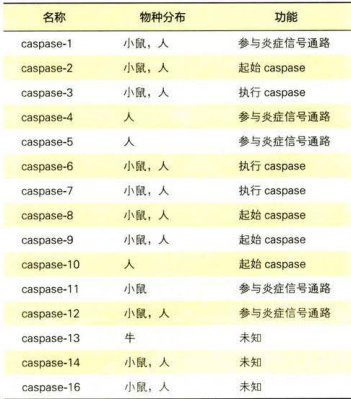 名称 物种分布 功能
caspase-1 小鼠，人 参与炎症信号通路
caspase-2 小鼠，人 起始 caspase
caspase-3 小鼠，人 执行 caspase
caspase-4 人 参与炎症信号通路
caspase-5 人 参与炎症信号通路
caspase-6 小鼠，人 执行 caspase
caspase-7 小鼠，人 执行 caspase
caspase-8 小鼠，人 起始 caspase
caspase-9 小鼠，人 起始 caspase
caspase-10 人 起始 caspase
caspase-11 小鼠 参与炎症信号通路
caspase-12 小鼠，人 参与炎症信号通路
caspase-13 牛 未知
caspase-14 小鼠，人 未知
caspase-16 小鼠，人 未知